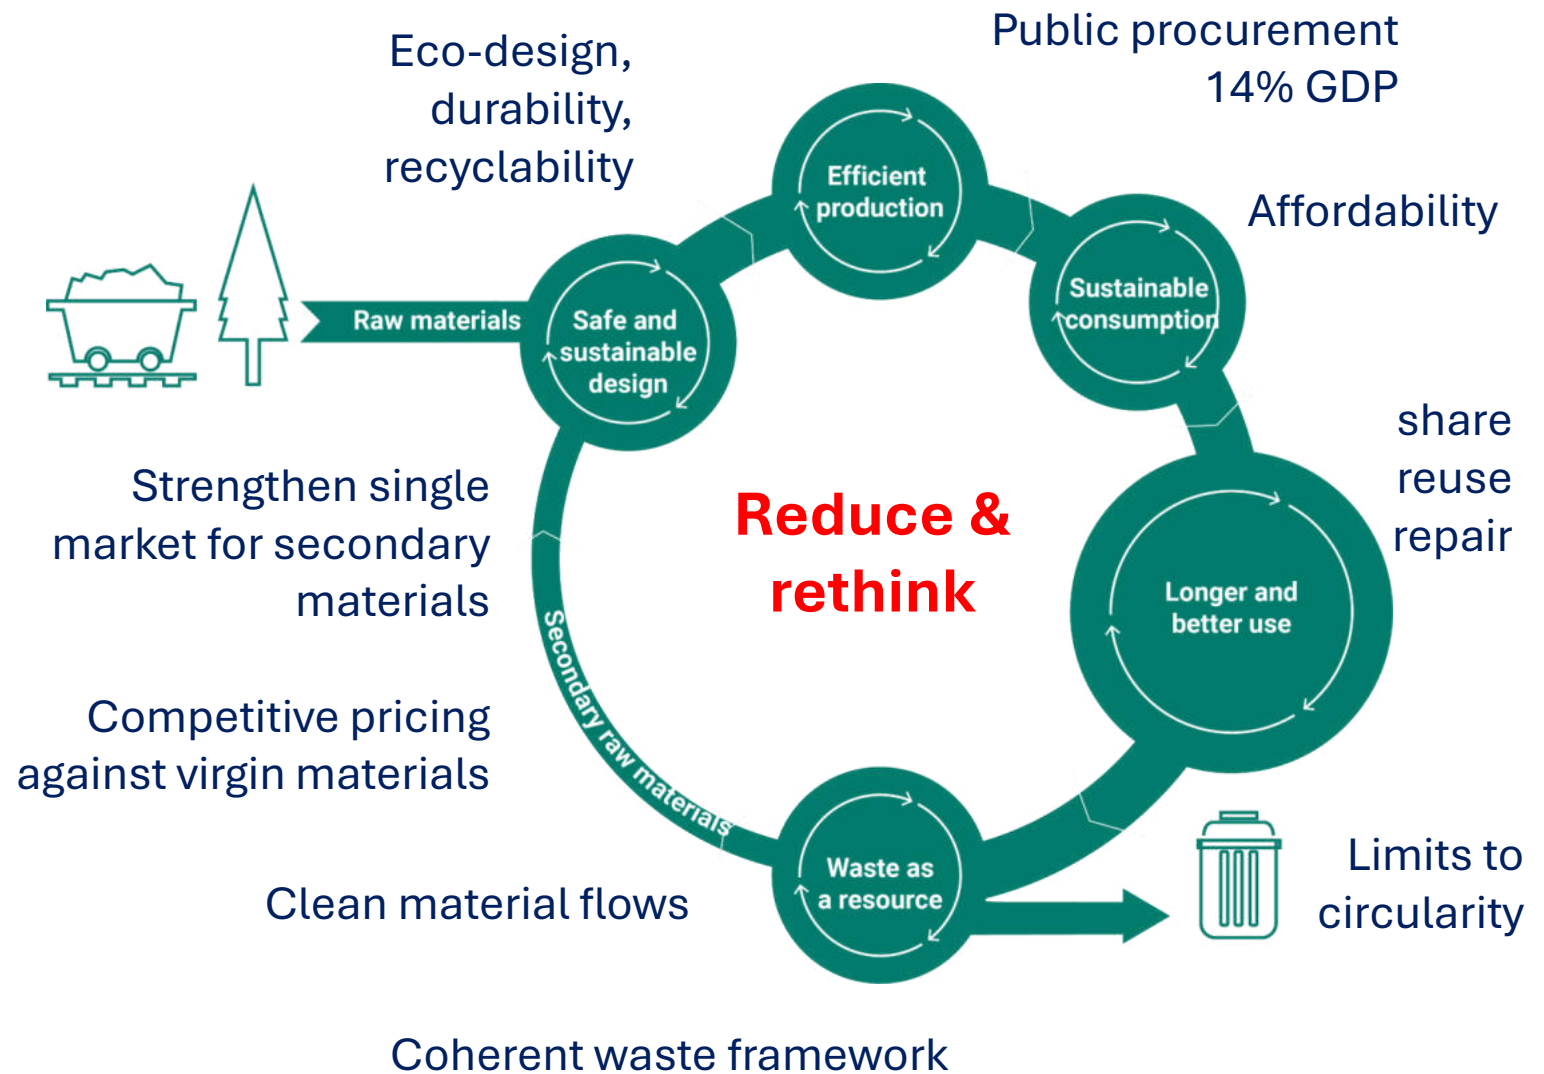 Eco-design,
durability,
recyclability
Public procurement
14% GDP
Efficient
production
Affordability
Sustainable
consumption
Raw materials
Safe and
sustainable
design
share
reuse
repair
Reduce &
rethink
Strengthen single
market for secondary
materials
Longer and
better use
Secondary raw materials
Competitive pricing
against virgin materials
Waste as
a resource
Limits to
circularity
Clean material flows
Coherent waste framework